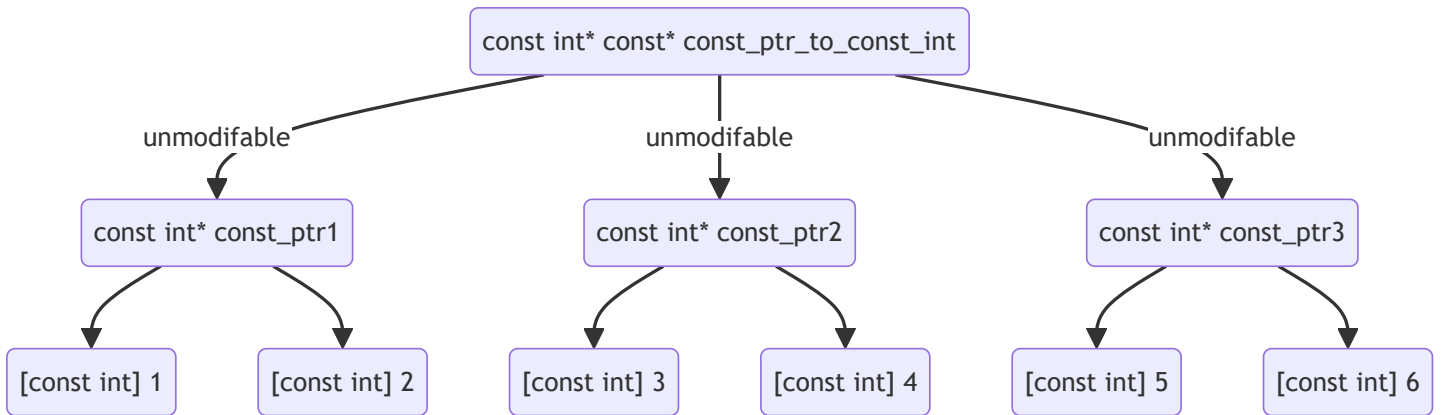 const int* const* const_ptr_to_const_int
unmodifable
unmodifable
unmodifable
const int* const_ptr1
const int* const_ptr2
const int* const_ptr3
[const int] 1
[const int] 2
[const int] 3
[const int] 4
[const int] 5
[const int] 6